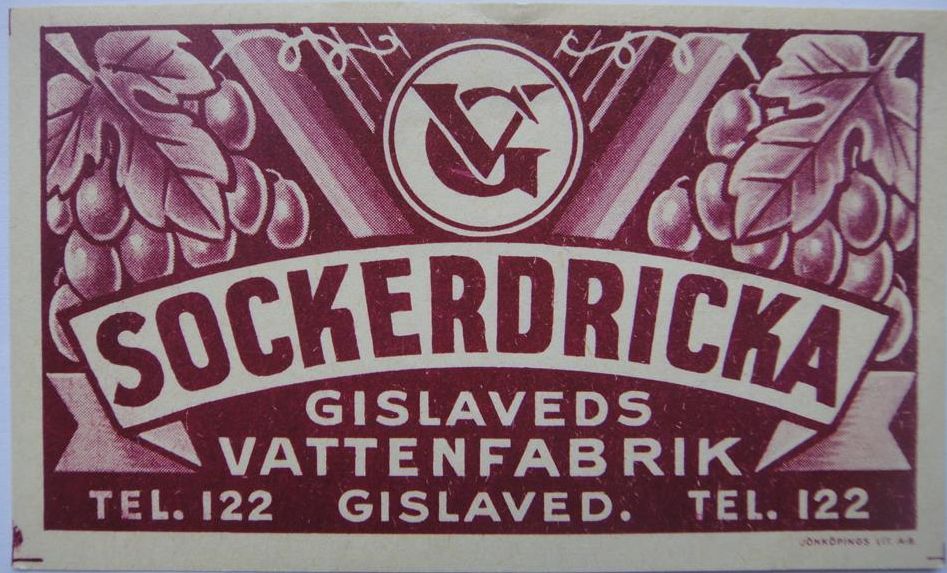 VG
SOCKERDRICKA
GISLAVEDS
VATTENFABRIK
TEL. 122 GISLAVED. TEL. 122
JÖNKÖPINGS LIT. A-B.